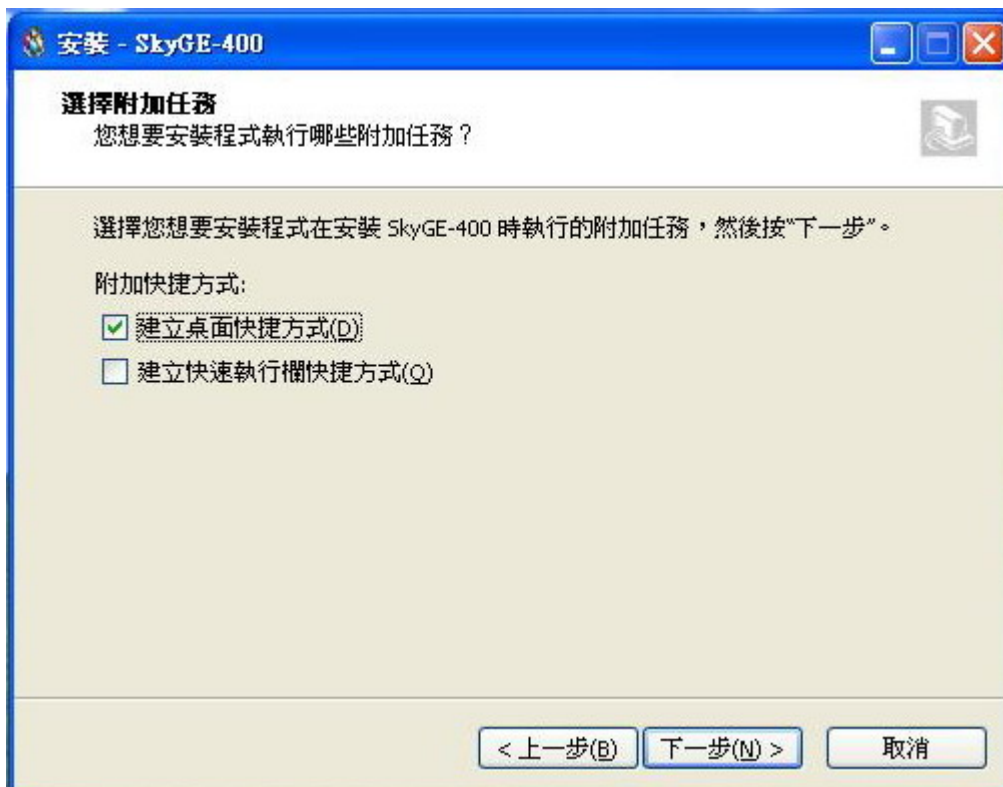 安裝 - SkyGE-400
選擇附加任務
您想要安裝程式執行哪些附加任務？
選擇您想要安裝程式在安裝 SkyGE-400 時執行的附加任務，然後按"下一步"。
附加快捷方式:
建立桌面快捷方式(D)
建立快速執行欄快捷方式(Q)
< 上一步(B) 下一步(N) > 取消